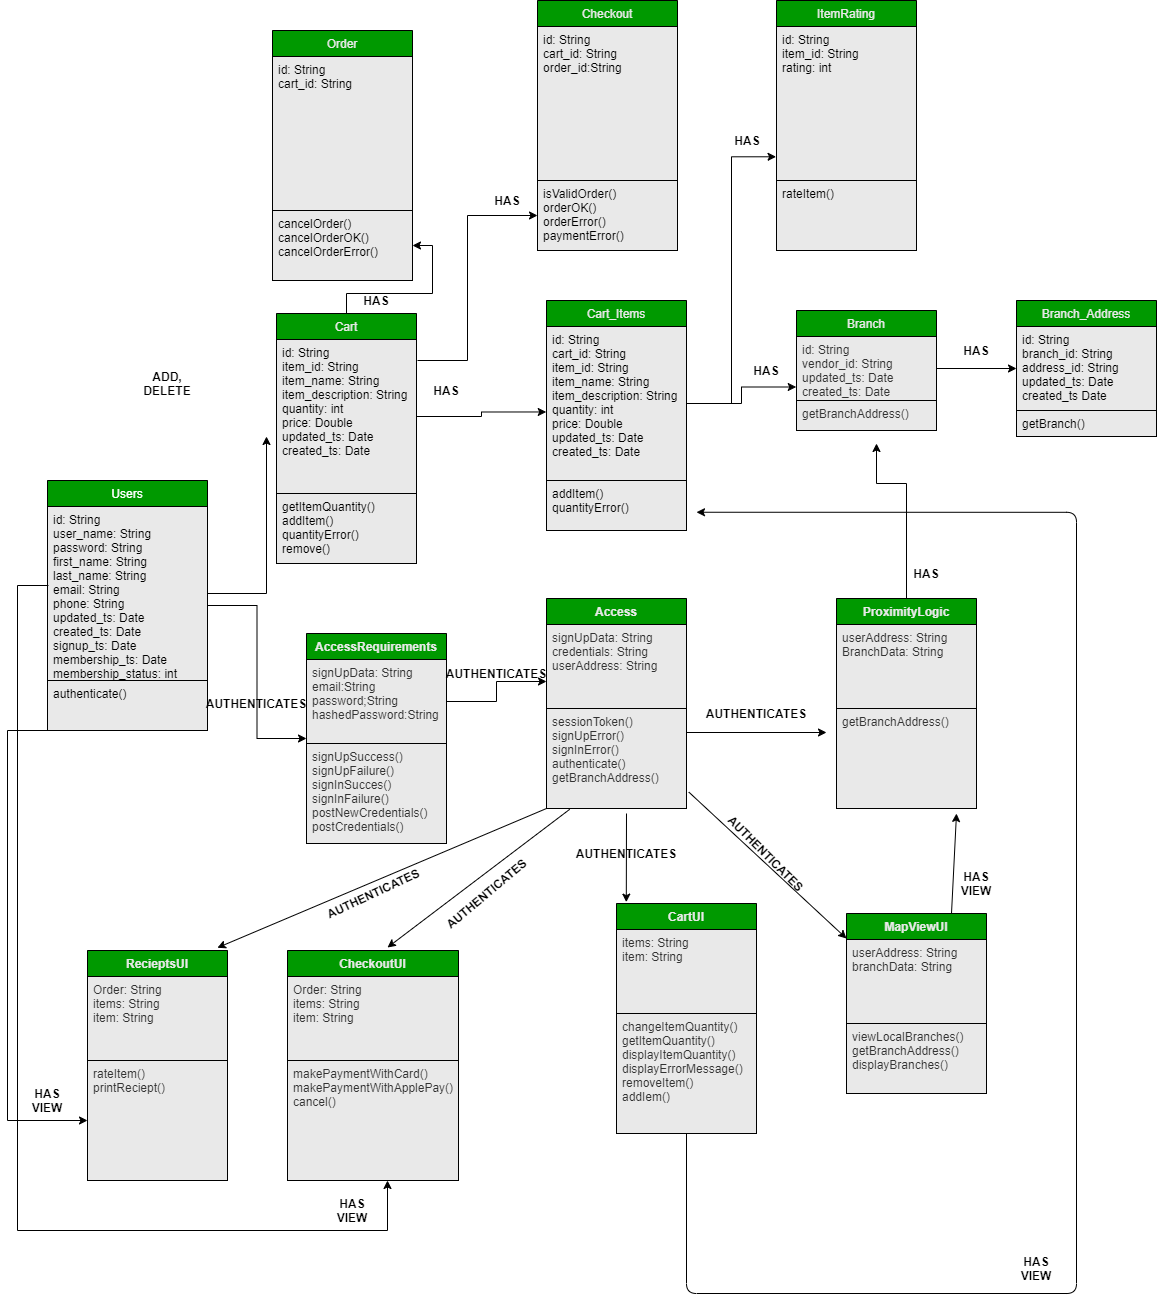 Order
id: String
cart_id: String
cancelOrder()
cancelOrderOK()
cancelOrderError()
Checkout
id: String
cart_id: String
order_id:String
isValidOrder()
orderOK()
orderError()
paymentError()
ItemRating
id: String
item_id: String
rating: int
rateItem()
HAS
HAS
HAS
Cart
id: String
item_id: String
item_name: String
item_description: String
quantity: int
price: Double
updated_ts: Date
created_ts: Date
getItemQuantity()
addItem()
quantityError()
remove()
HAS
Cart_Items
id: String
cart_id: String
item_id: String
item_name: String
item_description: String
quantity: int
price: Double
updated_ts: Date
created_ts: Date
addItem()
quantityError()
HAS
Branch
id: String
vendor_id: String
updated_ts: Date
created_ts: Date
getBranchAddress()
HAS
Branch_Address
id: String
branch_id: String
address_id: String
updated_ts: Date
created_ts Date
getBranch()
ADD,
DELETE
Users
id: String
user_name: String
password: String
first_name: String
last_name: String
email: String
phone: String
updated_ts: Date
created_ts: Date
signup_ts: Date
membership_ts: Date
membership_status: int
authenticate()
AUTHENTICATES
AccessRequirements
signUpData: String
email:String
password;String
hashedPassword:String
signUpSuccess()
signUpFailure()
signInSucces()
signInFailure()
postNewCredentials()
postCredentials()
AUTHENTICATES
Access
signUpData: String
credentials: String
userAddress: String
sessionToken()
signUpError()
signInError()
authenticate()
getBranchAddress()
AUTHENTICATES
HAS
ProximityLogic
userAddress: String
BranchData: String
getBranchAddress()
AUTHENTICATES
AUTHENTICATES
AUTHENTICATES
AUTHENTICATES
HAS
VIEW
RecieptsUI
Order: String
items: String
item: String
rateItem()
printReciept()
CheckoutUI
Order: String
items: String
item: String
makePaymentWithCard()
makePaymentWithApplePay()
cancel()
CartUI
items: String
item: String
changeItemQuantity()
getItemQuantity()
displayItemQuantity()
displayErrorMessage()
removeItem()
addIem()
MapViewUI
userAddress: String
branchData: String
viewLocalBranches()
getBranchAddress()
displayBranches()
HAS
VIEW
HAS
VIEW
HAS
VIEW